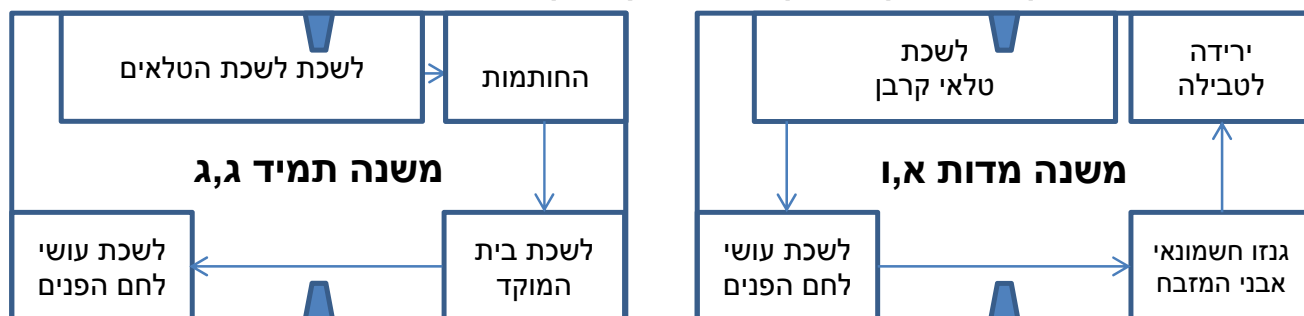 ירידה
לטבילה
לשכת
טלאי קרבן
משנה מדות א,ו
גנזו חשמונאי
אבני המזבח
לשכת עושי
לחם הפנים
החותמות
לשכת לשכת הטלאים
משנה תמיד ג,ג
לשכת בית
המוקד
לשכת עושי
לחם הפנים